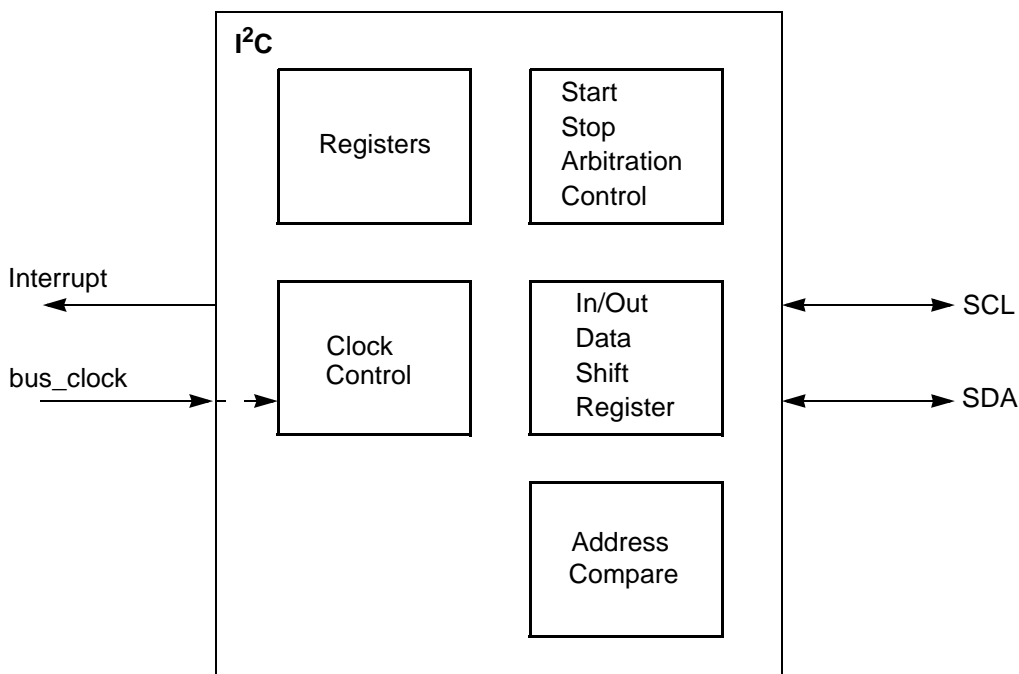 I²C
Registers
Start
Stop
Arbitration
Control
Interrupt
bus_clock
Clock
Control
In/Out
Data
Shift
Register
SCL
SDA
Address
Compare